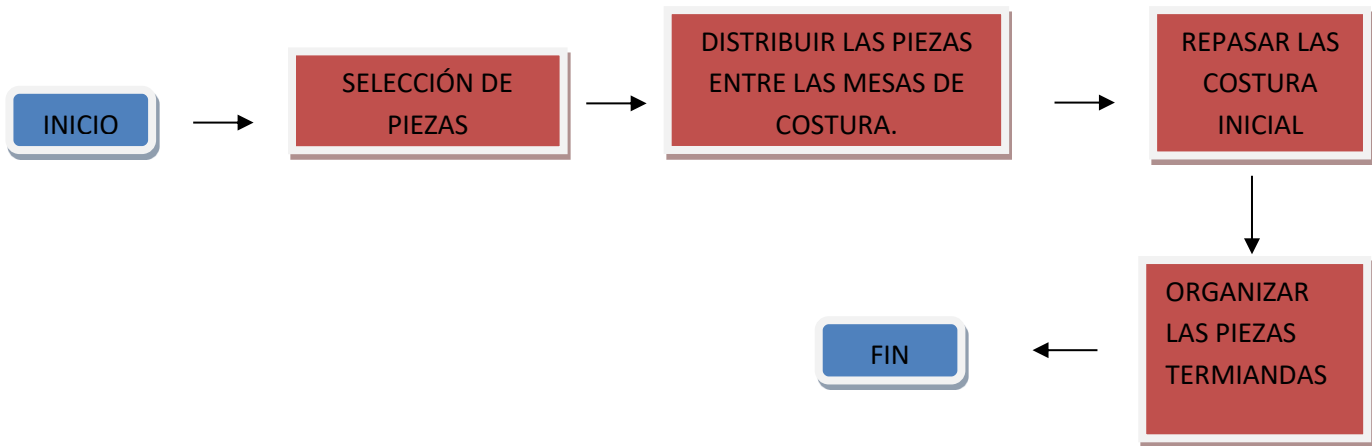 INICIO
SELECCIÓN DE
PIEZAS
DISTRIBUIR LAS PIEZAS
ENTRE LAS MESAS DE
COSTURA.
REPASAR LAS
COSTURA
INICIAL
ORGANIZAR
LAS PIEZAS
TERMIANDAS
FIN